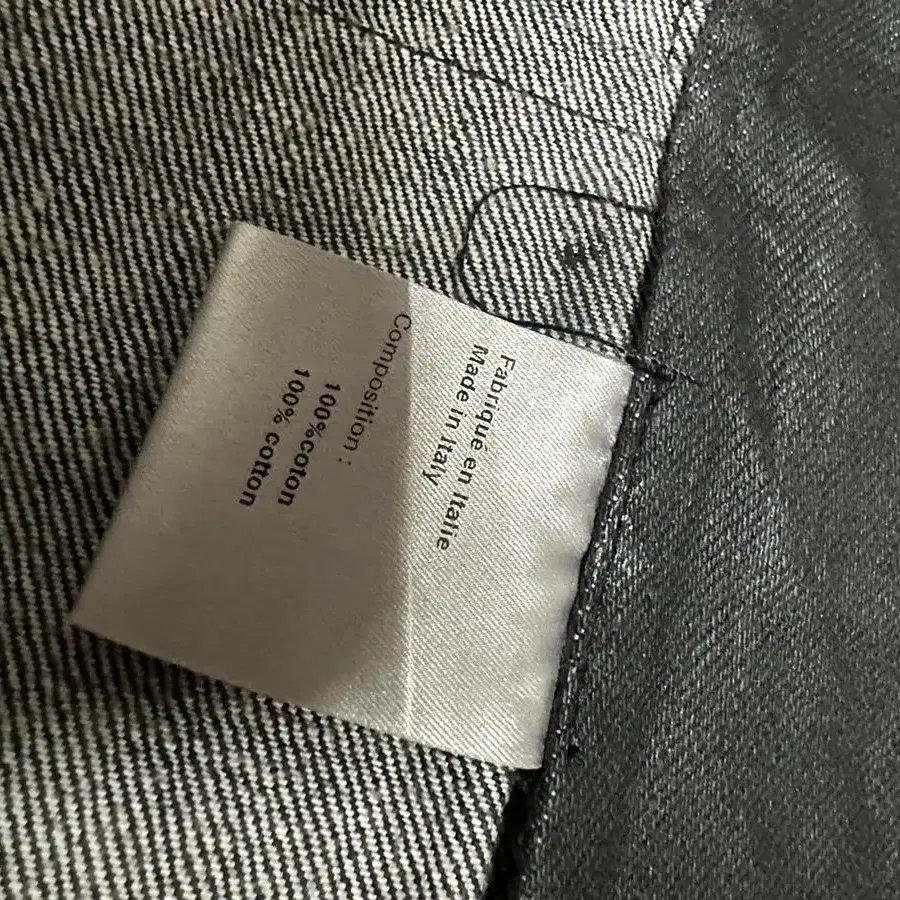 Fabriqué en Italie
Made in Italy
Composition :
100%coton
100% cotton